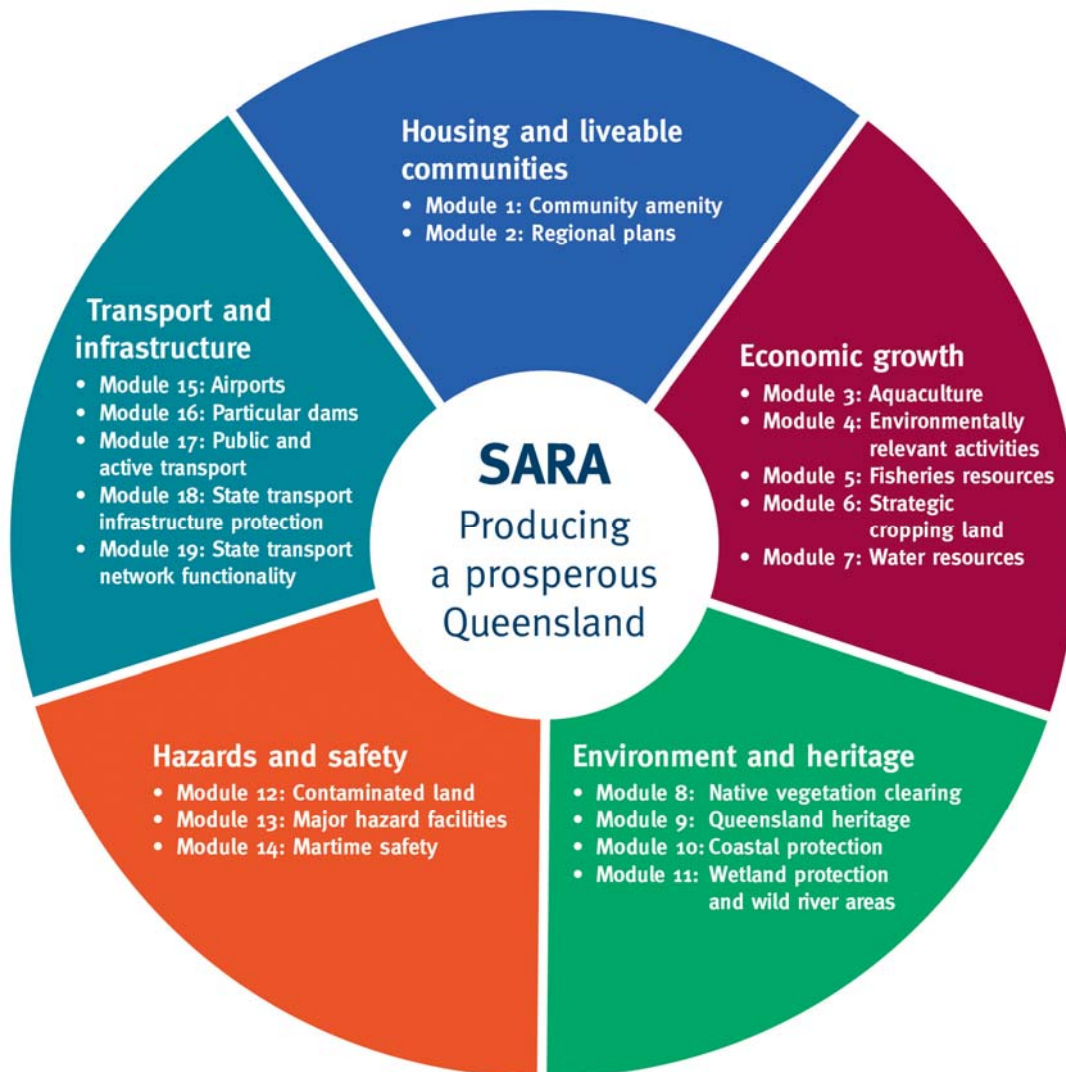 Housing and liveable
communities
• Module 1: Community amenity
• Module 2: Regional plans
Economic growth
• Module 3: Aquaculture
• Module 4: Environmentally
relevant activities
• Module 5: Fisheries resources
• Module 6: Strategic
cropping land
• Module 7: Water resources
Environment and heritage
• Module 8: Native vegetation clearing
• Module 9: Queensland heritage
• Module 10: Coastal protection
• Module 11: Wetland protection
and wild river areas
Hazards and safety
• Module 12: Contaminated land
• Module 13: Major hazard facilities
• Module 14: Martime safety
Transport and
infrastructure
• Module 15: Airports
• Module 16: Particular dams
• Module 17: Public and
active transport
• Module 18: State transport
infrastructure protection
• Module 19: State transport
network functionality
SARA
Producing
a prosperous
Queensland